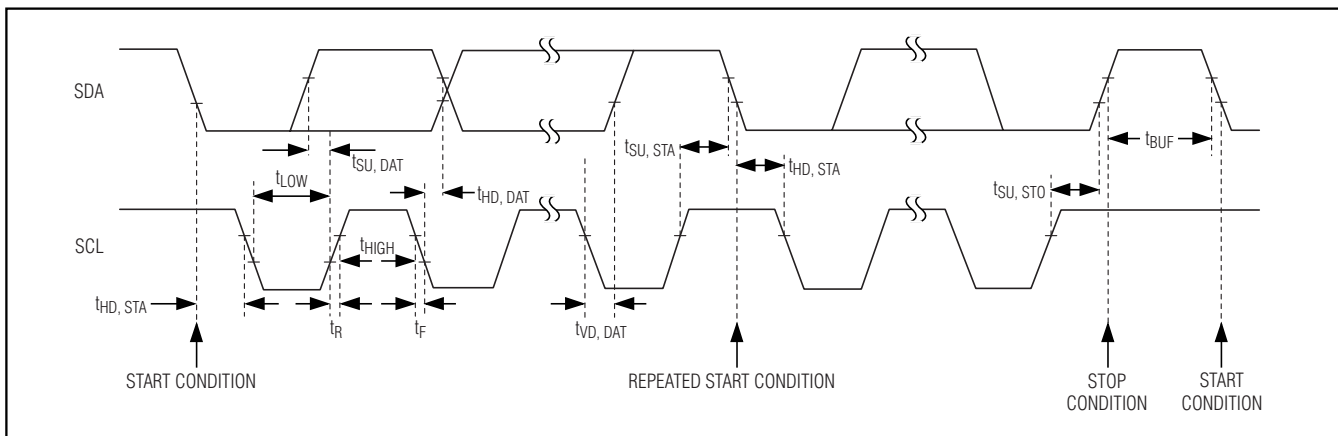 SDA
tSU, DAT
tLOW
tHD, DAT
tSU, STA
tHD, STA
tBUF
tSU, STO
SCL
tHIGH
tHD, STA
tR
tF
tVD, DAT
START CONDITION
REPEATED START CONDITION
STOP
CONDITION
START
CONDITION